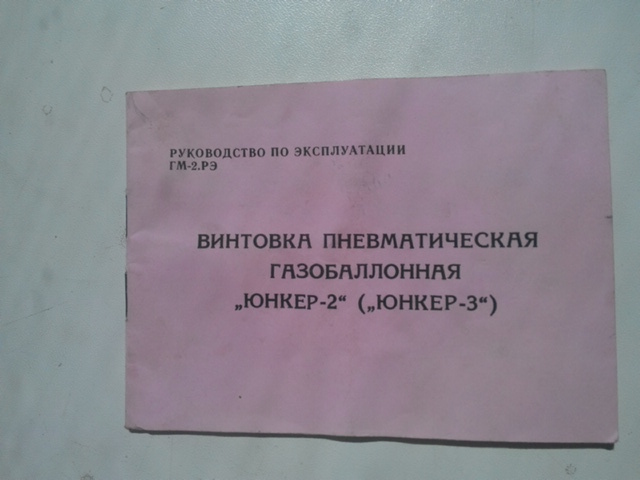 РУКОВОДСТВО ПО ЭКСПЛУАТАЦИИ
ГМ-2.РЭ
ВИНТОВКА ПНЕВМАТИЧЕСКАЯ
ГАЗОБАЛЛОННАЯ
„ЮНКЕР-2“ („ЮНКЕР-3“)